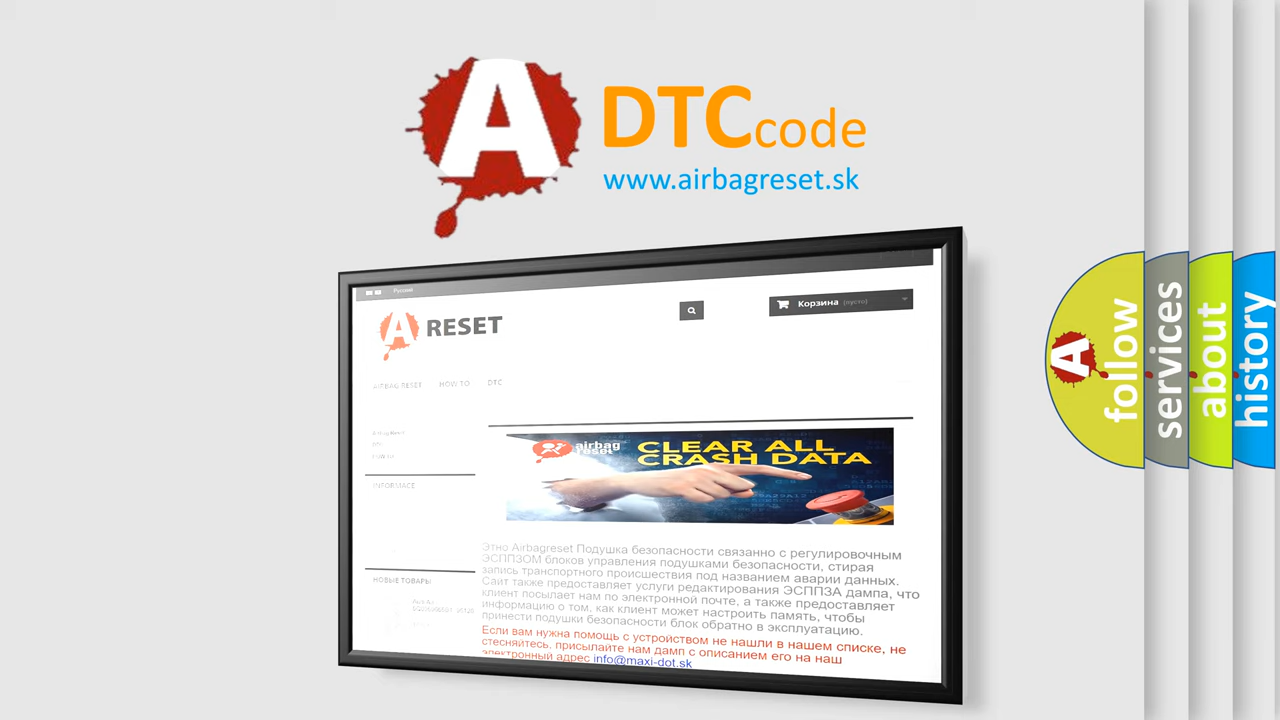 A DTCcode
www.airbagreset.sk
Русский
A RESET
Корзина (пусто)
AIRBAG RESET HOW TO DTC
INFORMACE
airbag
reset
CLEAR ALL
CRASH DATA
Этно Airbagreset Подушка безопасности связанно с регулировочным
ЭСППЗОМ блоков управления подушками безопасности, стирая
запись транспортного происшествия под названием аварии данных.
Сайт также предоставляет услуги редактирования ЭСППЗА дампа, что
клиент посылает нам по электронной почте, а также предоставляет
информацию о том, как клиент может настроить память, чтобы
принести подушки безопасности блок обратно в эксплуатацию.
Если вам нужна помощь с устройством не нашли в нашем списке, не
стесняйтесь, присылайте нам дамп с описанием его на наш
электронный адрес info@maxi-dot.sk
НОВЫЕ ТОВАРЫ
A follow
services
about
history